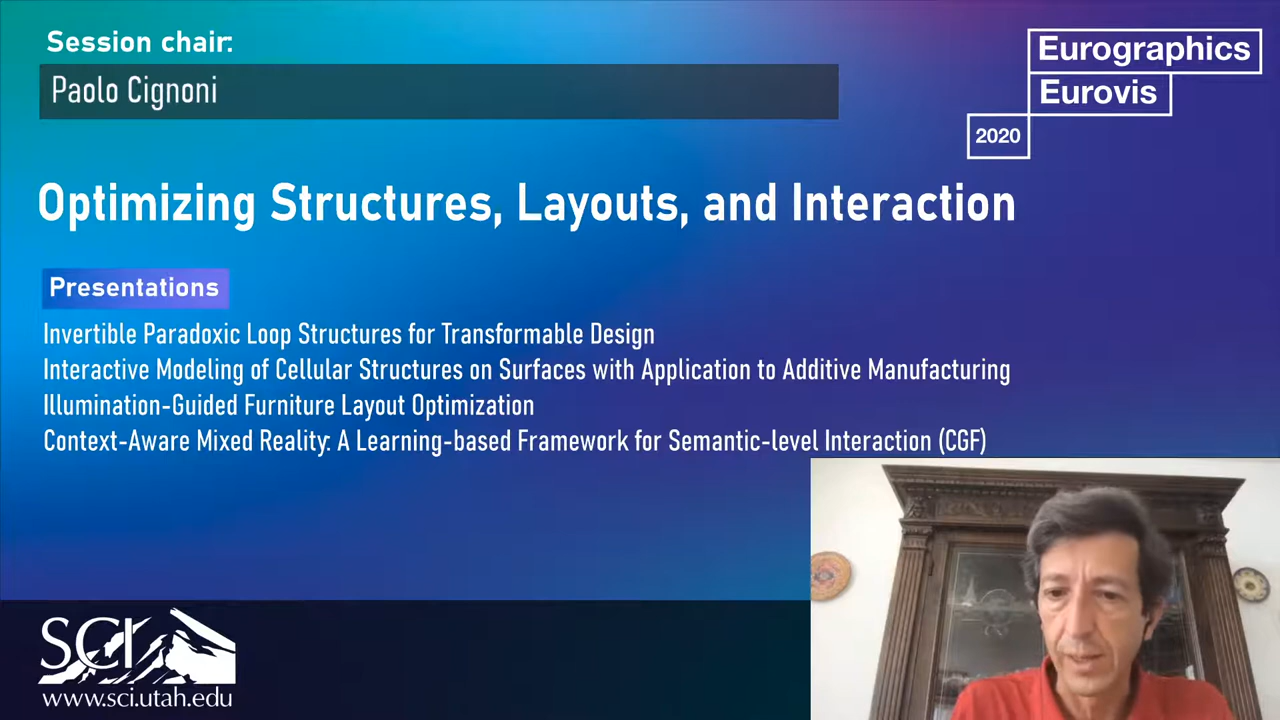 Session chair:
Paolo Cignoni
Eurographics
Eurovis
2020
Optimizing Structures, Layouts, and Interaction
Presentations
Invertible Paradoxic Loop Structures for Transformable Design
Interactive Modeling of Cellular Structures on Surfaces with Application to Additive Manufacturing
Illumination-Guided Furniture Layout Optimization
Context-Aware Mixed Reality: A Learning-based Framework for Semantic-level Interaction (CGF)
SCI
www.sci.utah.edu